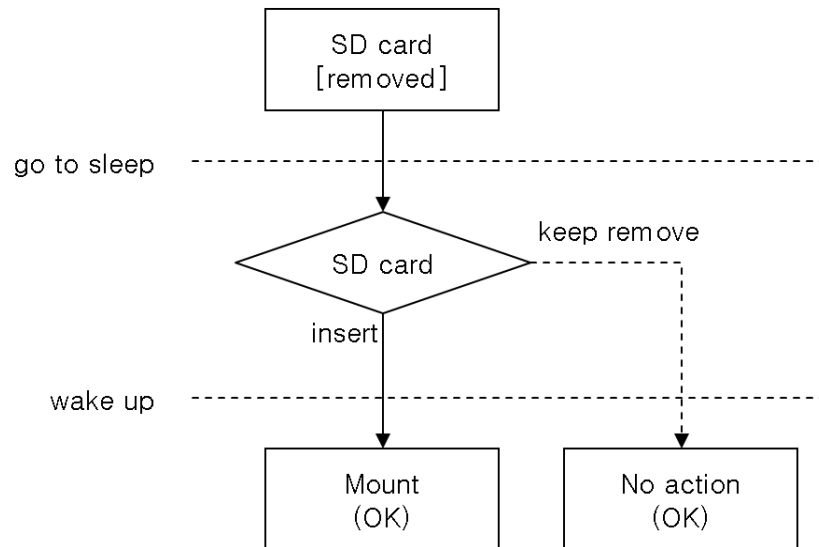 SD card
[removed]
go to sleep
keep remove
SD card
insert
wake up
Mount
(OK)
No action
(OK)